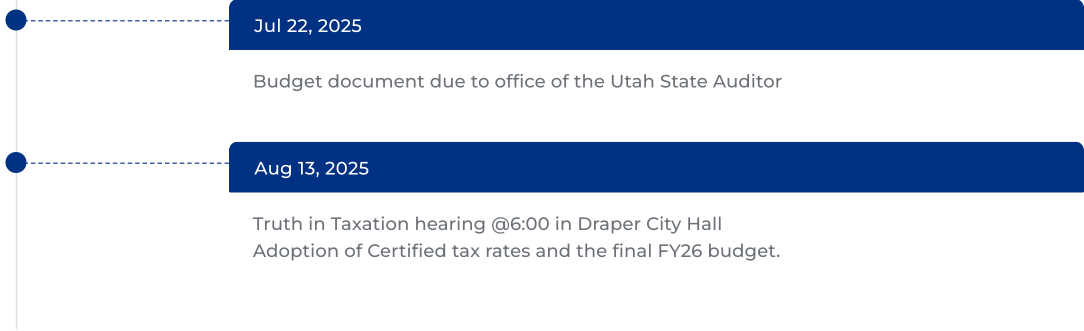 Jul 22, 2025
Budget document due to office of the Utah State Auditor
Aug 13, 2025
Truth in Taxation hearing @6:00 in Draper City Hall
Adoption of Certified tax rates and the final FY26 budget.